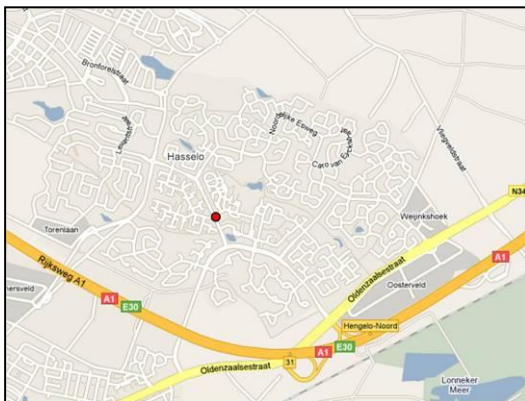 Bronforelstraat
Noordelijke Esweg
Hasselo
Caro van Eyckstraat
Vliegveldstraat
N34
Torenlaan
Weijinkshoek
Rijksweg A1
Oldenzaalsestraat
A1
Oosterveld
A1
E30
Hengelo-Noord
E30
A1
31
Oldenzaalsestraat
Lonneker
Meer